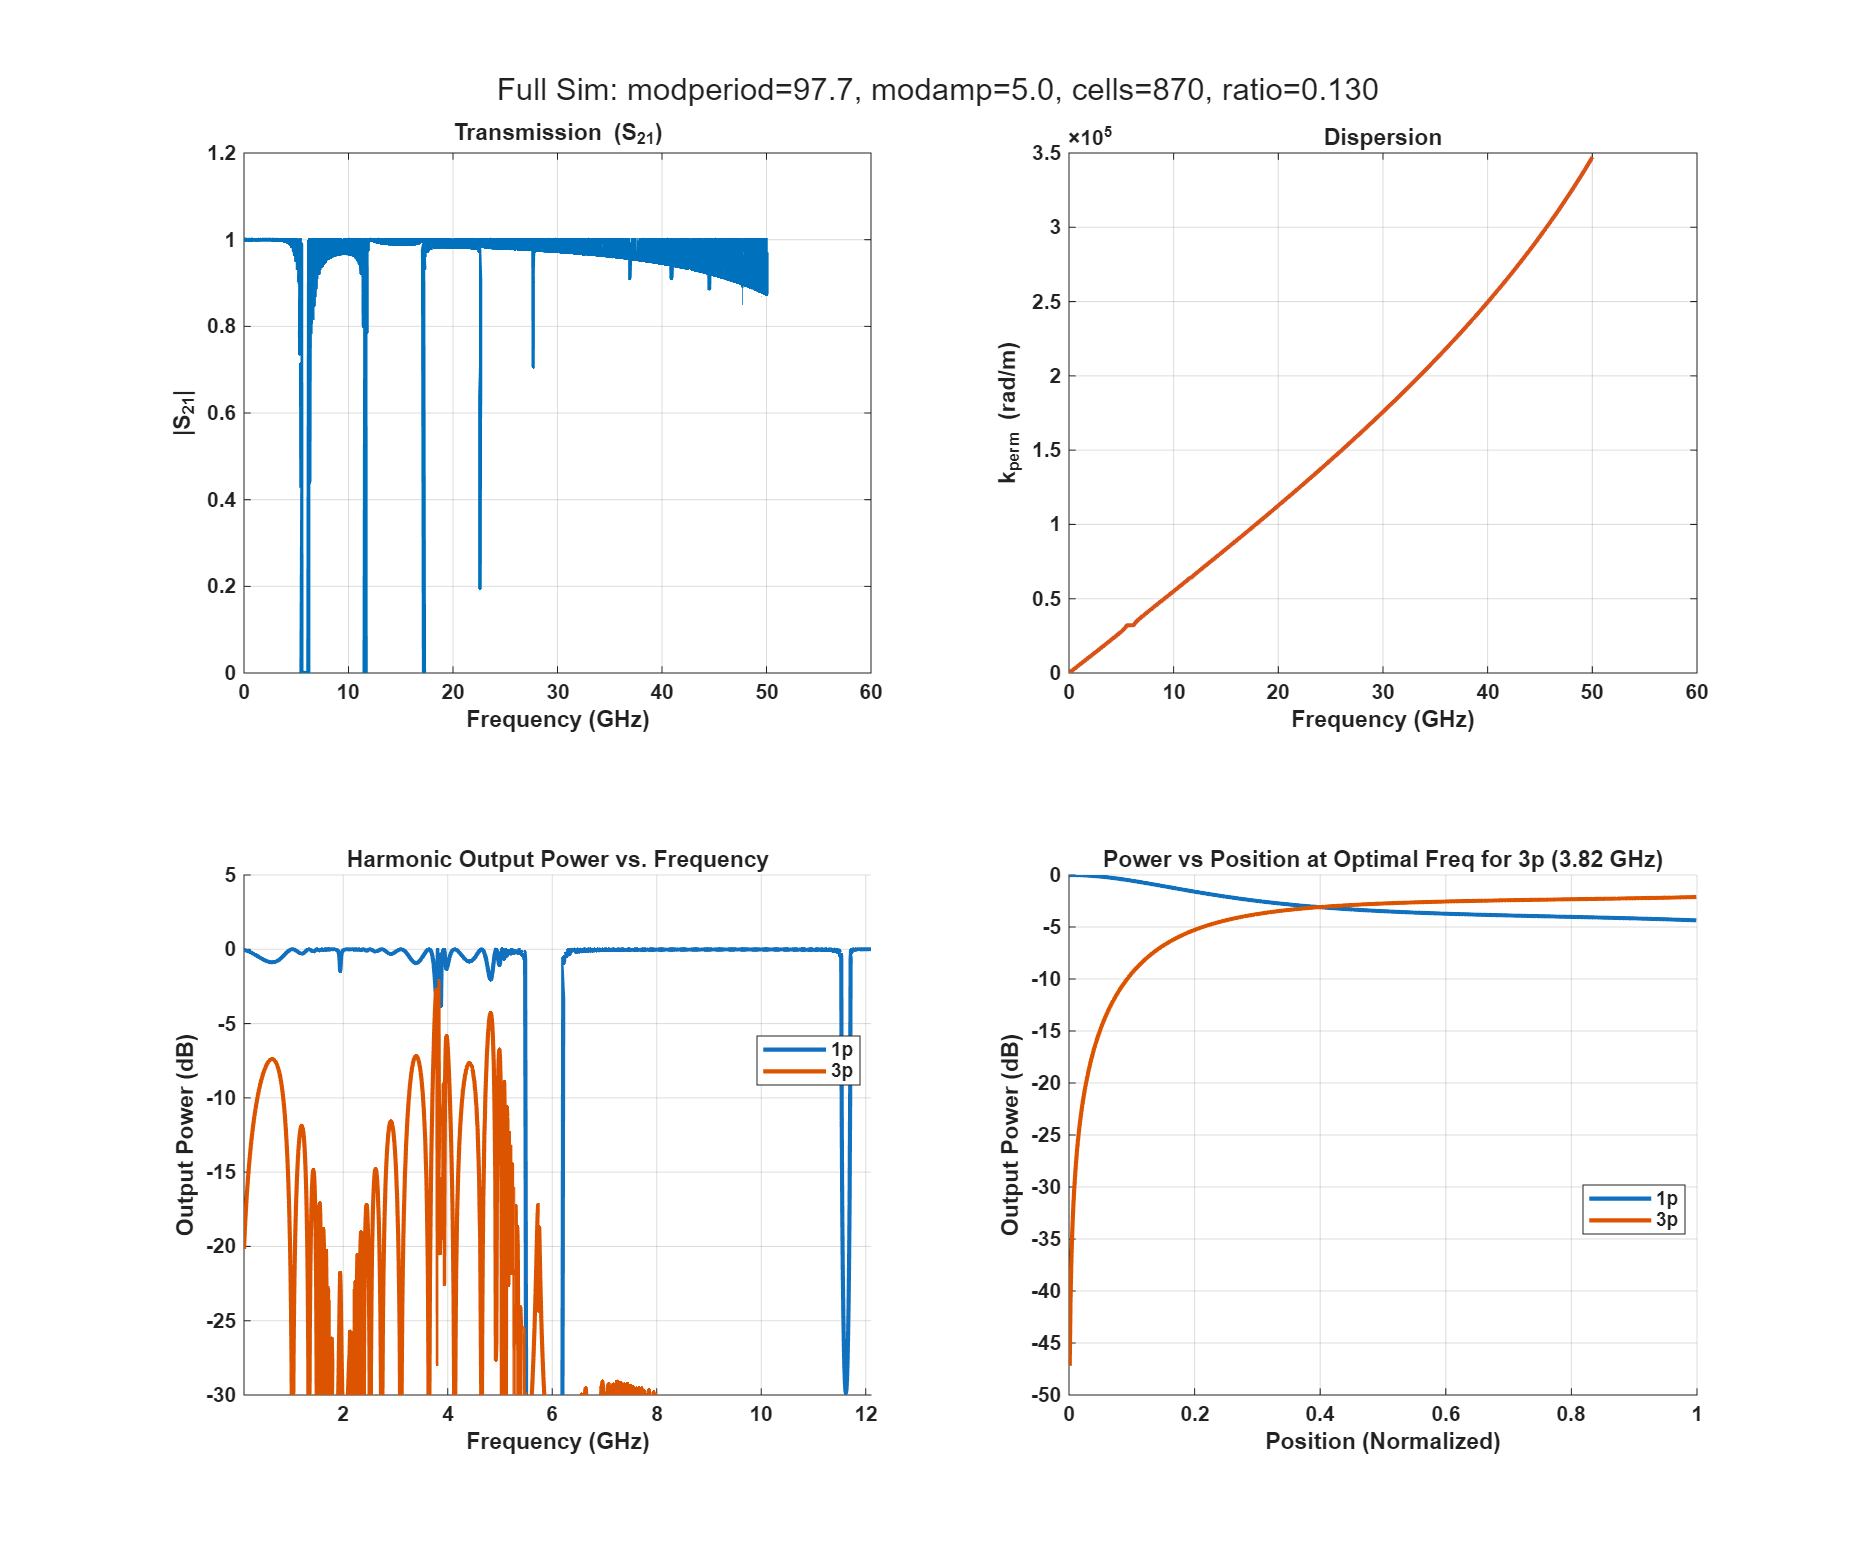 Full Sim: modperiod=97.7, modamp=5.0, cells=870, ratio=0.130
Transmission (S21)
1.2
1
0.8
0.6
0.4
0.2
0
|S21|
0 10 20 30 40 50 60
Frequency (GHz)
×10^5
Dispersion
3.5
3
2.5
2
1.5
1
0.5
0
kperm (rad/m)
0 10 20 30 40 50 60
Frequency (GHz)
Harmonic Output Power vs. Frequency
5
0
-5
-10
-15
-20
-25
-30
Output Power (dB)
1p
3p
2 4 6 8 10 12
Frequency (GHz)
Power vs Position at Optimal Freq for 3p (3.82 GHz)
0
-5
-10
-15
-20
-25
-30
-35
-40
-45
-50
Output Power (dB)
1p
3p
0 0.2 0.4 0.6 0.8 1
Position (Normalized)